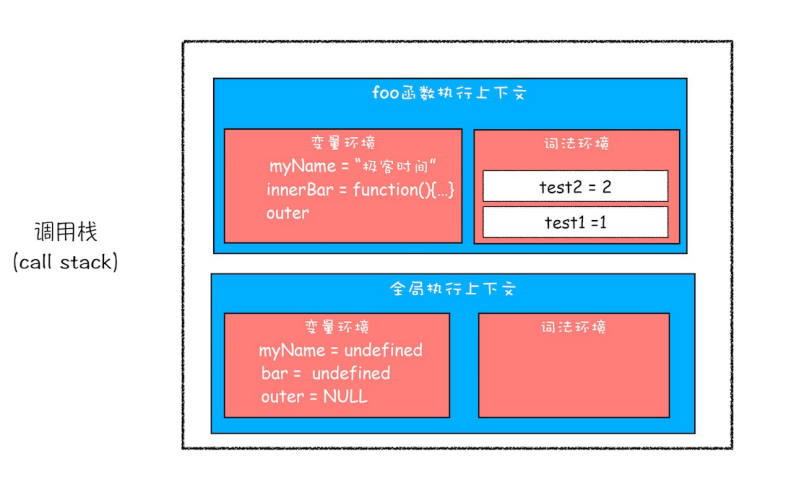 foo函数执行上下文
变量环境
myName = “极客时间”
innerBar = function(){...}
outer
词法环境
test2 = 2
test1 =1
调用栈
(call stack)
全局执行上下文
变量环境
myName = undefined
bar = undefined
outer = NULL
词法环境